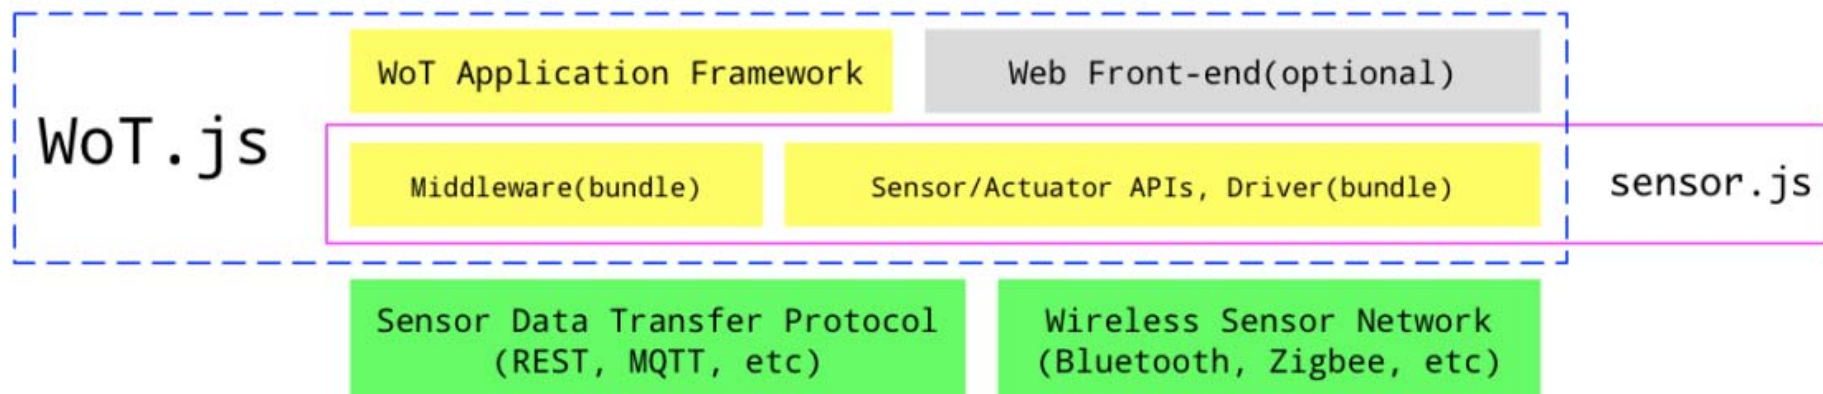 WoT Application Framework
Web Front-end(optional)
WoT.js
Middleware(bundle)
Sensor/Actuator APIs, Driver(bundle)
sensor.js
Sensor Data Transfer Protocol
(REST, MQTT, etc)
Wireless Sensor Network
(Bluetooth, Zigbee, etc)